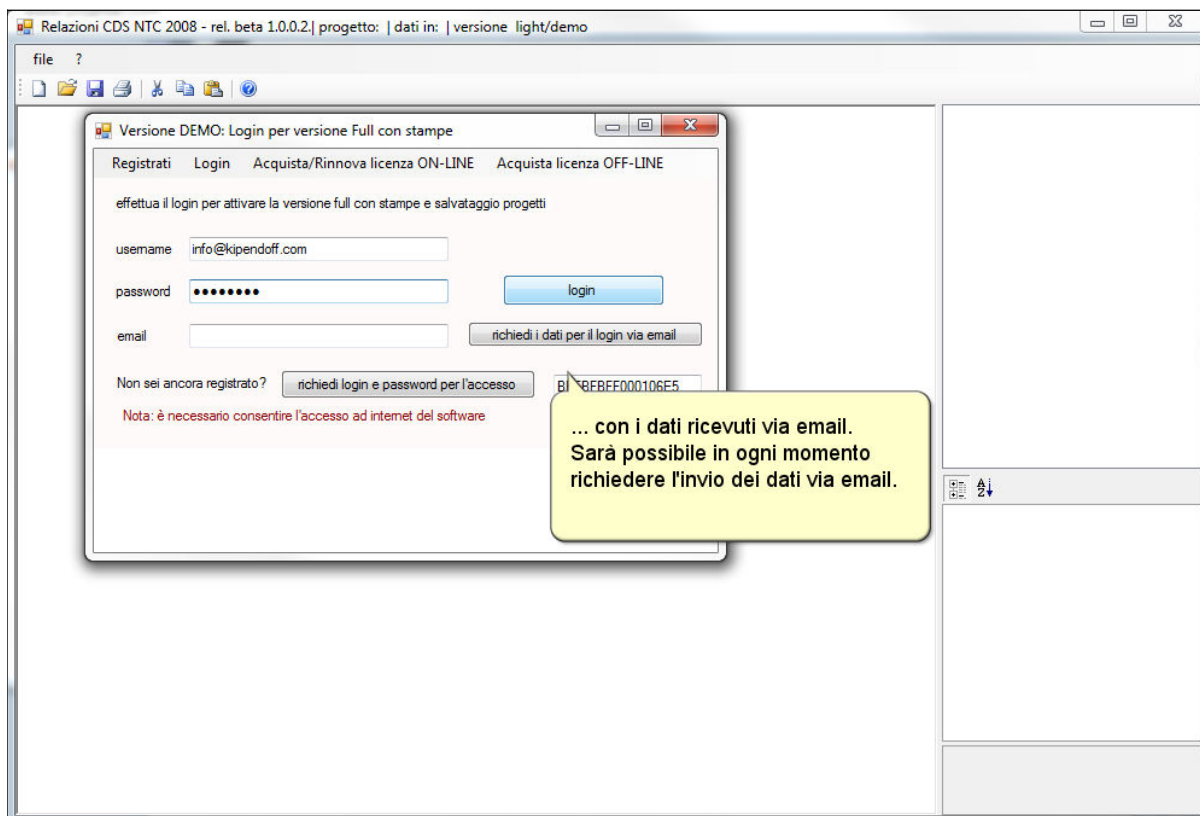 Relazioni CDS NTC 2008 - rel. beta 1.0.0.2.| progetto: | dati in: | versione light/demo
file ?
Versione DEMO: Login per versione Full con stampe
Registrati Login Acquista/Rinnova licenza ON-LINE Acquista licenza OFF-LINE
effettua il login per attivare la versione full con stampe e salvataggio progetti
username info@kipendoff.com
password •••••••• login
email richiedi i dati per il login via email
Non sei ancora registrato? richiedi login e password per l'accesso
Nota: è necessario consentire l'accesso ad internet del software
... con i dati ricevuti via email.
Sarà possibile in ogni momento
richiedere l'invio dei dati via email.